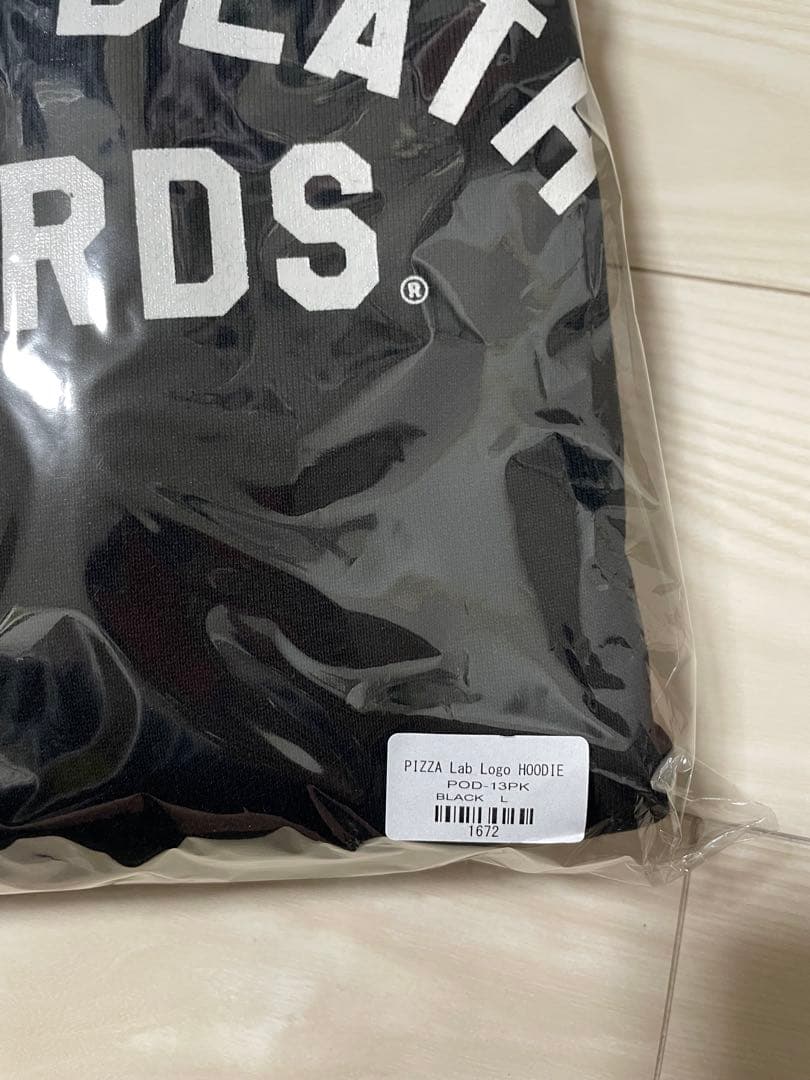 DEATH
RDS®
PIZZA Lab Logo HOODIE
POD-13PK
BLACK L
1672